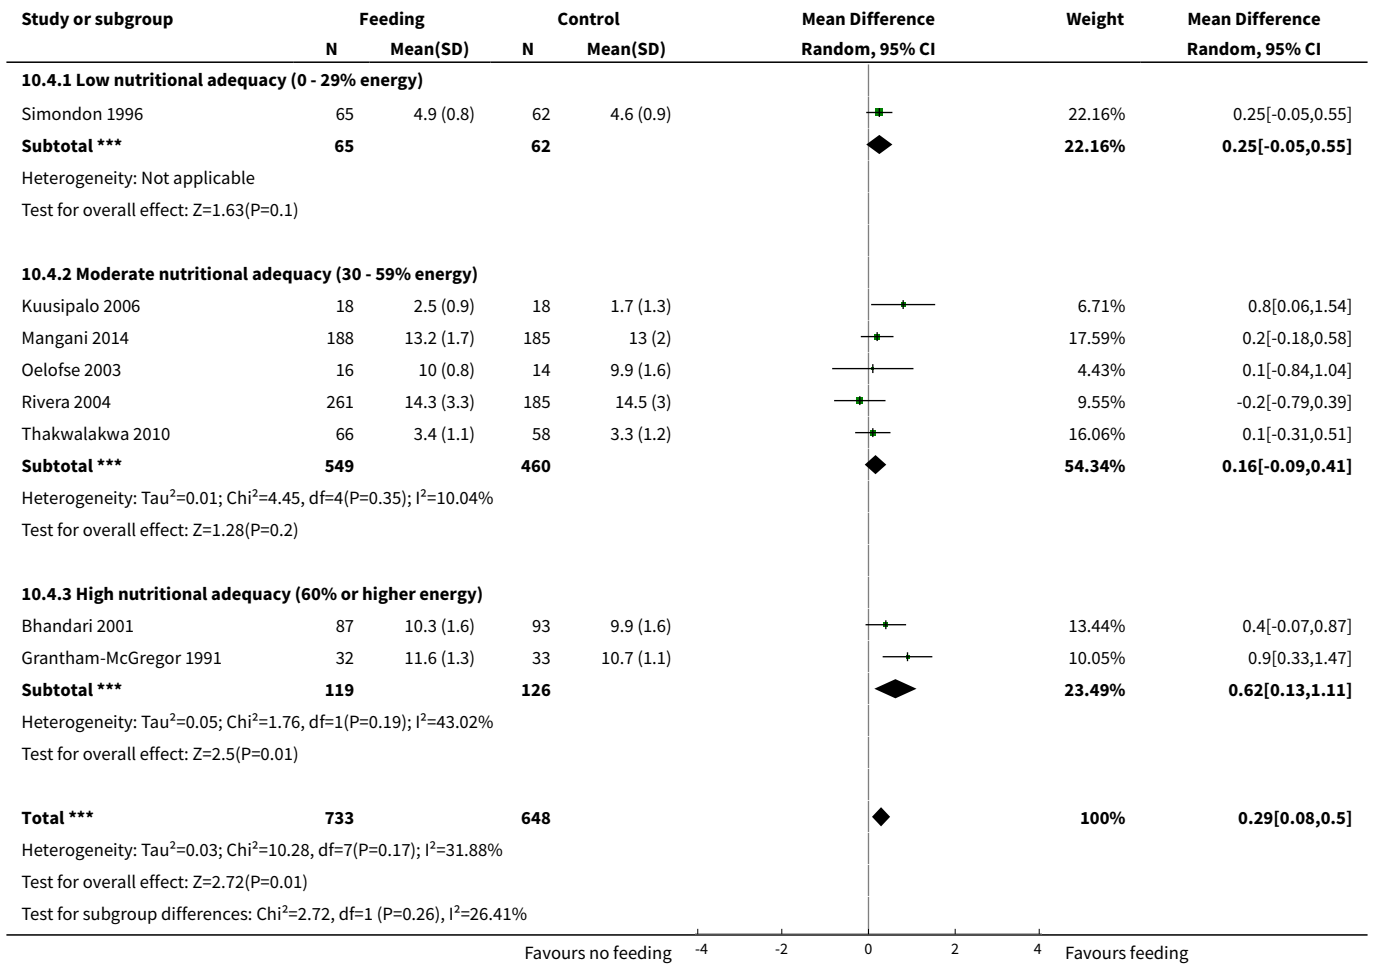 Study or subgroup Feeding Control Mean Difference Weight Mean Difference
N Mean(SD) N Mean(SD) Random, 95% CI Random, 95% CI
10.4.1 Low nutritional adequacy (0 - 29% energy)
Simondon 1996 65 4.9 (0.8) 62 4.6 (0.9) 22.16% 0.25[-0.05,0.55]
Subtotal *** 65 62 22.16% 0.25[-0.05,0.55]
Heterogeneity: Not applicable
Test for overall effect: Z=1.63(P=0.1)
10.4.2 Moderate nutritional adequacy (30 - 59% energy)
Kuusipalo 2006 18 2.5 (0.9) 18 1.7 (1.3) 6.71% 0.8[0.06,1.54]
Mangani 2014 188 13.2 (1.7) 185 13 (2) 17.59% 0.2[-0.18,0.58]
Oelofse 2003 16 10 (0.8) 14 9.9 (1.6) 4.43% 0.1[-0.84,1.04]
Rivera 2004 261 14.3 (3.3) 185 14.5 (3) 9.55% -0.2[-0.79,0.39]
Thakwalakwa 2010 66 3.4 (1.1) 58 3.3 (1.2) 16.06% 0.1[-0.31,0.51]
Subtotal *** 549 460 54.34% 0.16[-0.09,0.41]
Heterogeneity: Tau²=0.01; Chi²=4.45, df=4(P=0.35); I²=10.04%
Test for overall effect: Z=1.28(P=0.2)
10.4.3 High nutritional adequacy (60% or higher energy)
Bhandari 2001 87 10.3 (1.6) 93 9.9 (1.6) 13.44% 0.4[-0.07,0.87]
Grantham-McGregor 1991 32 11.6 (1.3) 33 10.7 (1.1) 10.05% 0.9[0.33,1.47]
Subtotal *** 119 126 23.49% 0.62[0.13,1.11]
Heterogeneity: Tau²=0.05; Chi²=1.76, df=1(P=0.19); I²=43.02%
Test for overall effect: Z=2.5(P=0.01)
Total *** 733 648 100% 0.29[0.08,0.5]
Heterogeneity: Tau²=0.03; Chi²=10.28, df=7(P=0.17); I²=31.88%
Test for overall effect: Z=2.72(P=0.01)
Test for subgroup differences: Chi²=2.72, df=1 (P=0.26), I²=26.41%
Favours no feeding -4 -2 0 2 4 Favours feeding